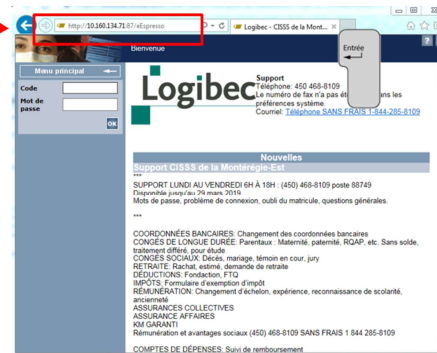 http://10.160.134.71:87/eEspresso
Logibec - CISSS de la Mont...
Bienvenue
Entrée
Menu principal
Code
Mot de passe
OK
Logibec
Support
Téléphone: 450 468-8109
Le numéro de fax n'a pas ét ans les
préférences système.
Courriel: Téléphone SANS FRAIS 1-844-285-8109
Nouvelles
Support CISSS de la Montérégie-Est
***
SUPPORT LUNDI AU VENDREDI 6H À 18H : (450) 468-8109 poste 88749
Disponible jusqu'au 29 mars 2019
Mots de passe, problème de connexion, oubli du matricule, questions générales.
***
COORDONNÉES BANCAIRES: Changement des coordonnées bancaires
CONGÉS DE LONGUE DURÉE: Parentaux : Maternité, paternité, RQAP, etc. Sans solde,
traitement différé, pour étude
CONGÉS SOCIAUX: Décès, mariage, témoin en cour, jury
RETRAITE: Rachat, estimé, demande de retraite
DÉDUCTIONS: Fondaction, FTQ
IMPÔTS: Formulaire d'exemption d'impôt
RÉMUNÉRATION: Changement d'échelon, expérience, reconnaissance de scolarité,
ancienneté
ASSURANCES COLLECTIVES
ASSURANCE AFFAIRES
KM GARANTI
Rémunération et avantages sociaux (450) 468-8109 SANS FRAIS 1 844 285-8109
COMPTES DE DÉPENSES: Suivi de remboursement